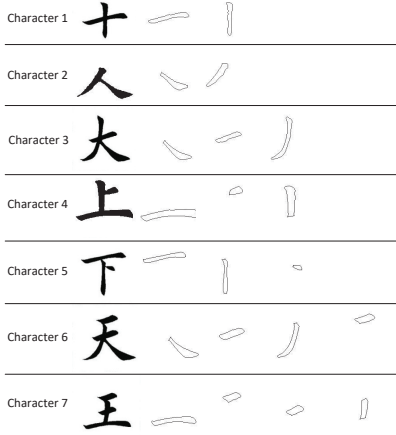 Character 1 十
Character 2 人
Character 3 大
Character 4 上
Character 5 下
Character 6 天
Character 7 王